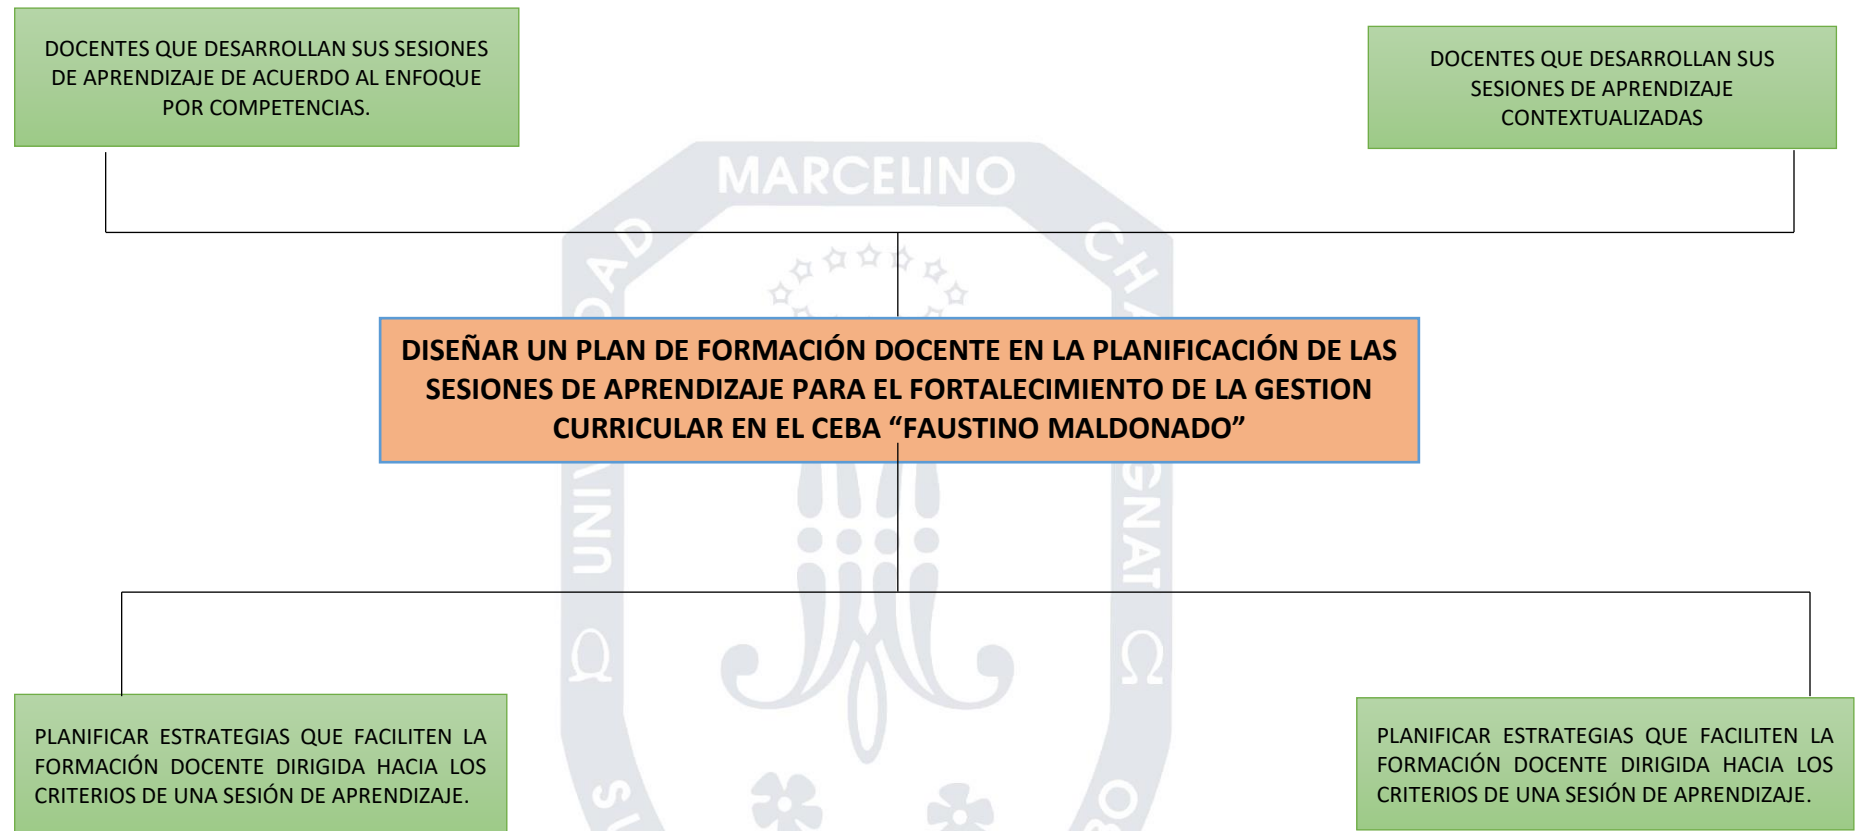 DOCENTES QUE DESARROLLAN SUS SESIONES
DE APRENDIZAJE DE ACUERDO AL ENFOQUE
POR COMPETENCIAS.
DOCENTES QUE DESARROLLAN SUS
SESIONES DE APRENDIZAJE
CONTEXTUALIZADAS
MARCELINO
DISEÑAR UN PLAN DE FORMACIÓN DOCENTE EN LA PLANIFICACIÓN DE LAS
SESIONES DE APRENDIZAJE PARA EL FORTALECIMIENTO DE LA GESTION
CURRICULAR EN EL CEBA “FAUSTINO MALDONADO”
PLANIFICAR ESTRATEGIAS QUE FACILITEN LA
FORMACIÓN DOCENTE DIRIGIDA HACIA LOS
CRITERIOS DE UNA SESIÓN DE APRENDIZAJE.
PLANIFICAR ESTRATEGIAS QUE FACILITEN LA
FORMACIÓN DOCENTE DIRIGIDA HACIA LOS
CRITERIOS DE UNA SESIÓN DE APRENDIZAJE.